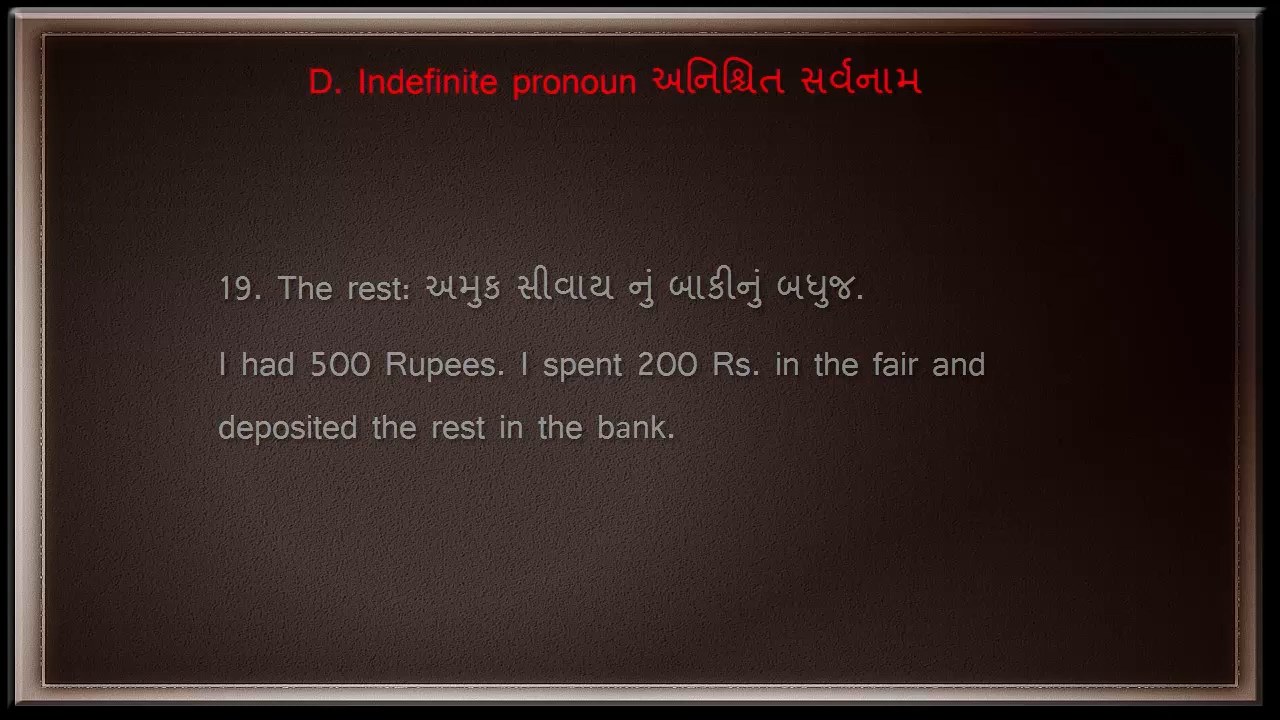 D. Indefinite pronoun અનિશ્ચિત સર્વનામ
19. The rest: અમુક સીવાય નું બાકીનું બધુજ.
I had 500 Rupees. I spent 200 Rs. in the fair and
deposited the rest in the bank.